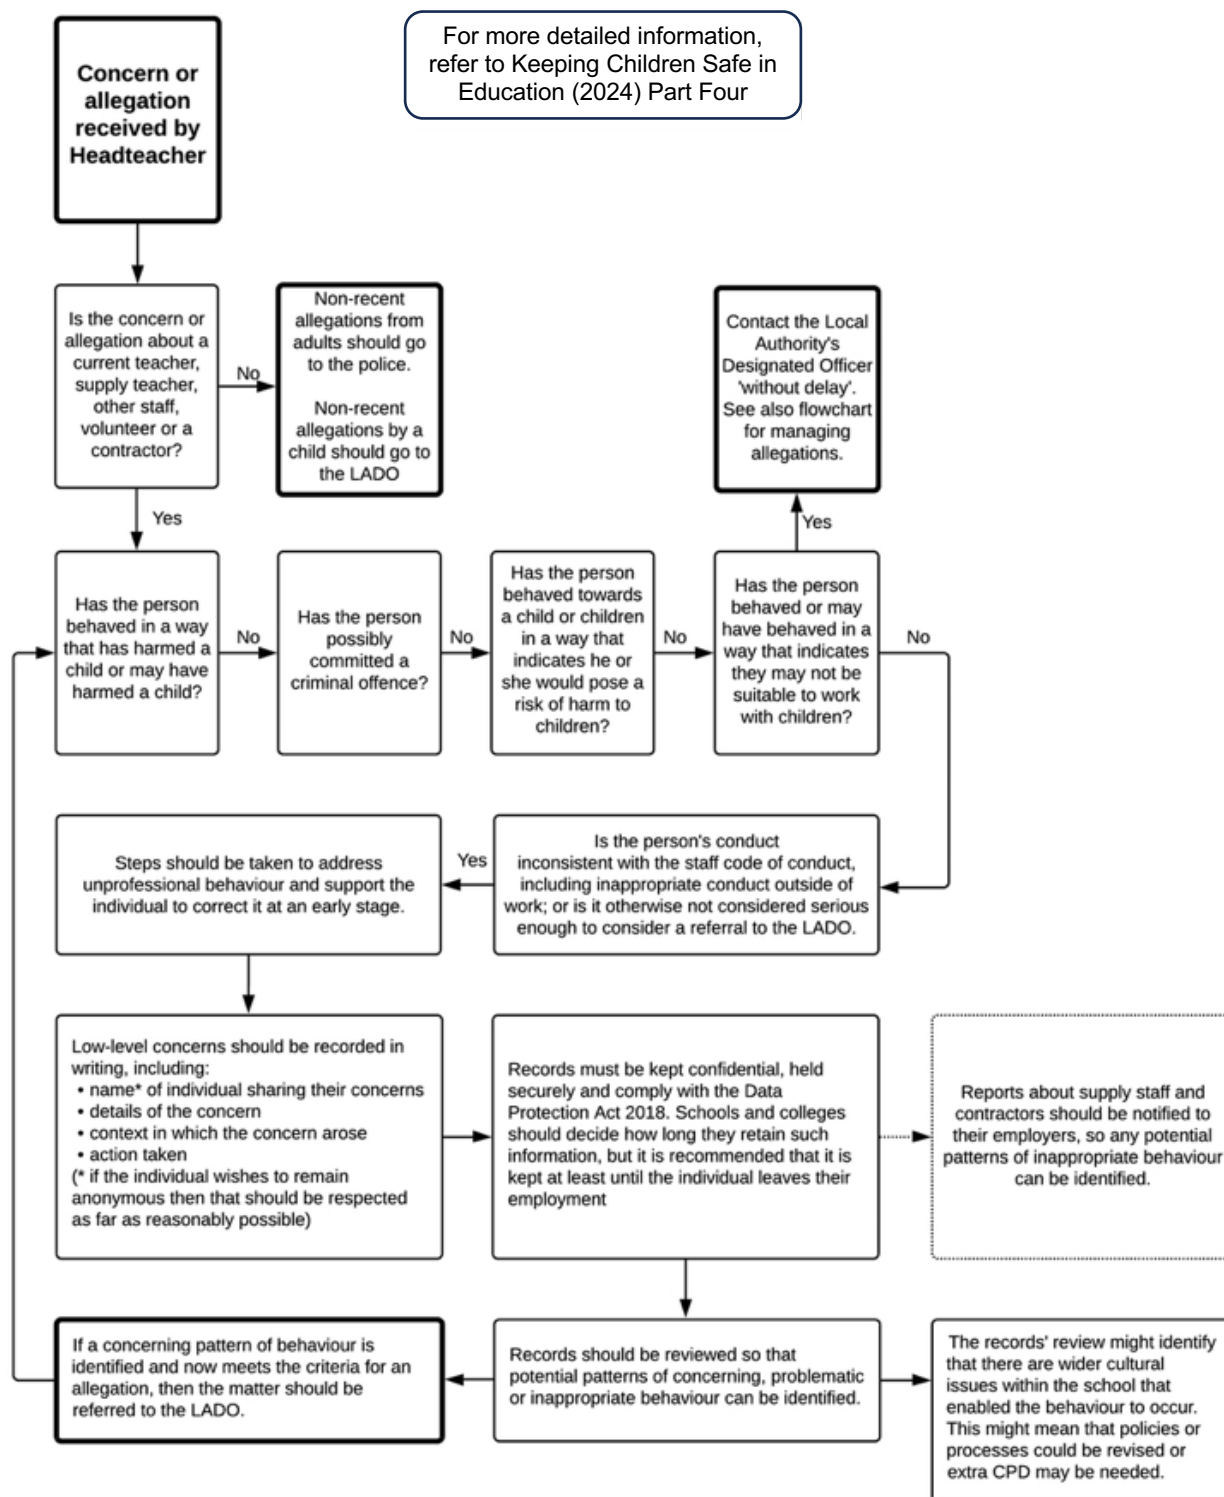 For more detailed information,
refer to Keeping Children Safe in
Education (2024) Part Four
Concern or
allegation
received by
Headteacher
Is the concern or
allegation about a
current teacher,
supply teacher,
other staff,
volunteer or a
contractor?
No
Non-recent
allegations from
adults should go
to the police.
Non-recent
allegations by a
child should go to
the LADO
Contact the Local
Authority's
Designated Officer
'without delay'.
See also flowchart
for managing
allegations.
Yes
Yes
Has the person
behaved in a way
that has harmed a
child or may have
harmed a child?
No
Has the person
possibly
committed a
criminal offence?
No
Has the person
behaved towards
a child or children
in a way that
indicates he or
she would pose a
risk of harm to
children?
No
Has the person
behaved or may
have behaved in a
way that indicates
they may not be
suitable to work
with children?
No
Is the person's conduct
inconsistent with the staff code of conduct,
including inappropriate conduct outside of
work; or is it otherwise not considered serious
enough to consider a referral to the LADO.
Yes
Steps should be taken to address
unprofessional behaviour and support the
individual to correct it at an early stage.
Low-level concerns should be recorded in
writing, including:
• name* of individual sharing their concerns
• details of the concern
• context in which the concern arose
• action taken
(* if the individual wishes to remain
anonymous then that should be respected
as far as reasonably possible)
Records must be kept confidential, held
securely and comply with the Data
Protection Act 2018. Schools and colleges
should decide how long they retain such
information, but it is recommended that it is
kept at least until the individual leaves their
employment
Reports about supply staff and
contractors should be notified to
their employers, so any potential
patterns of inappropriate behaviour
can be identified.
If a concerning pattern of behaviour is
identified and now meets the criteria for an
allegation, then the matter should be
referred to the LADO.
Records should be reviewed so that
potential patterns of concerning, problematic
or inappropriate behaviour can be identified.
The records' review might identify
that there are wider cultural
issues within the school that
enabled the behaviour to occur.
This might mean that policies or
processes could be revised or
extra CPD may be needed.